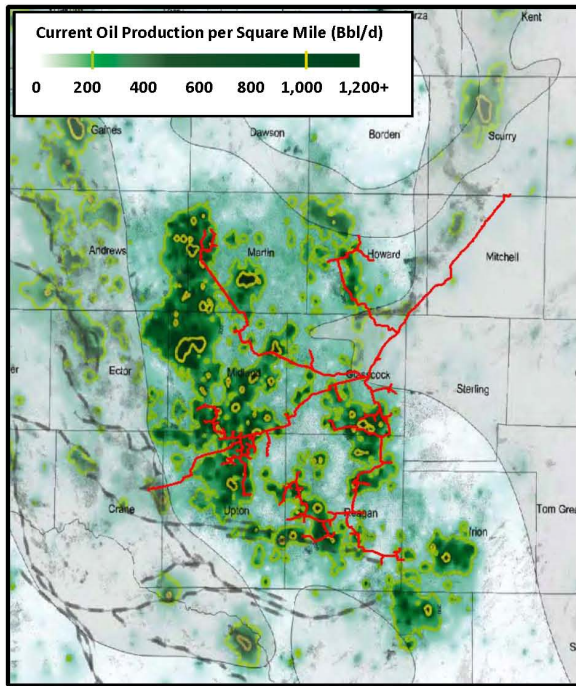 Kent
Current Oil Production per Square Mile (Bbl/d)
0 200 400 600 800 1,000 1,200+
Gaines
Dawson
Borden
Scurry
Andrews
Martin
Howard
Mitchell
Ector
Midland
Glasscock
Sterling
Crane
Upton
Reagan
Irion
Tom Gre